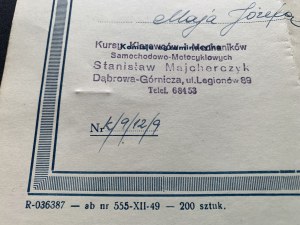 Maja Józefa
Kursy Kierowców i Mechaników
Samochodowo-Motocyklowych
Stanisław Majcherczyk
Dąbrowa-Górnicza, ul. Legionów 89
Telef. 68153
Nr K/9/12/9
R-036387 — ab nr 555-XII-49 — 200 sztuk.